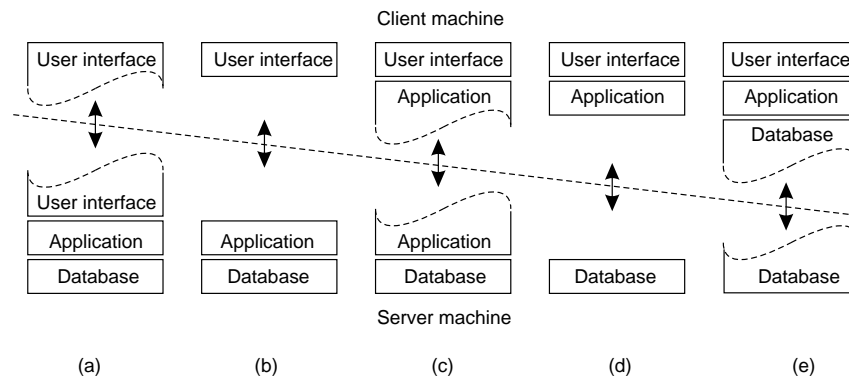 Client machine
User interface User interface User interface User interface User interface
Application Application Application
Database
User interface
Application Application Application
Database Database Database Database Database
Server machine
(a) (b) (c) (d) (e)